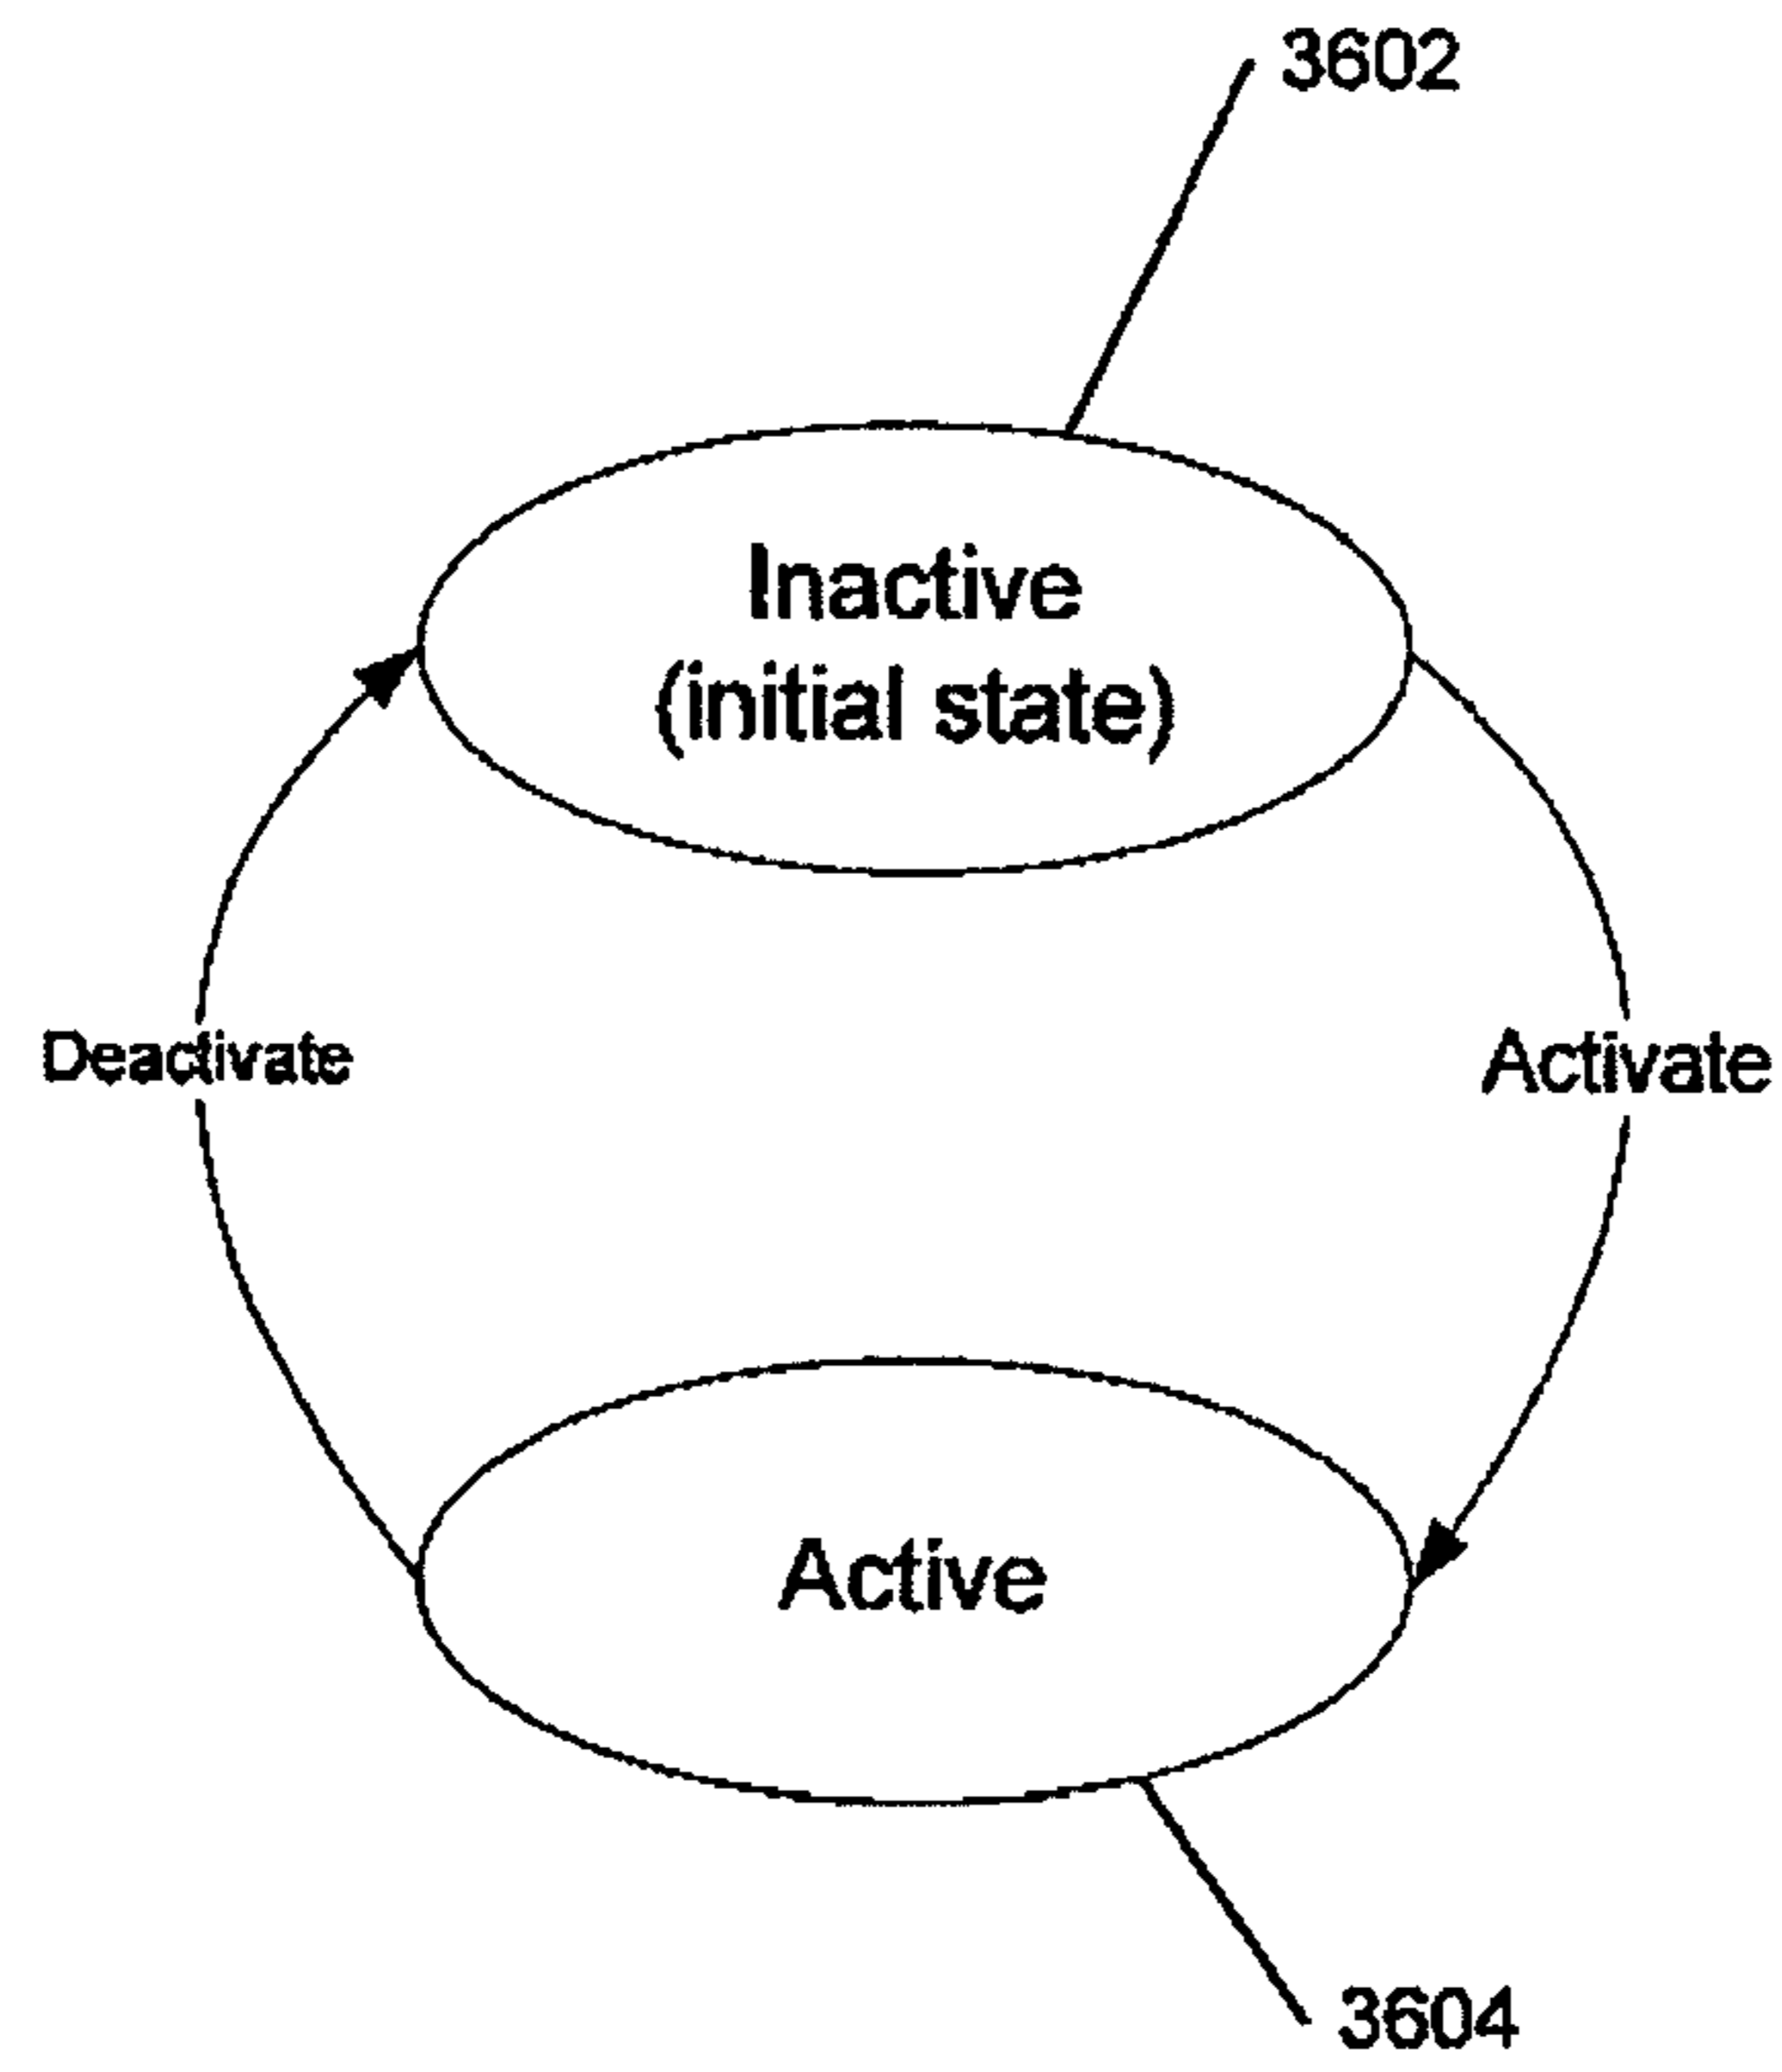 3602
Inactive
(initial state)
Deactivate
Activate
Active
3604